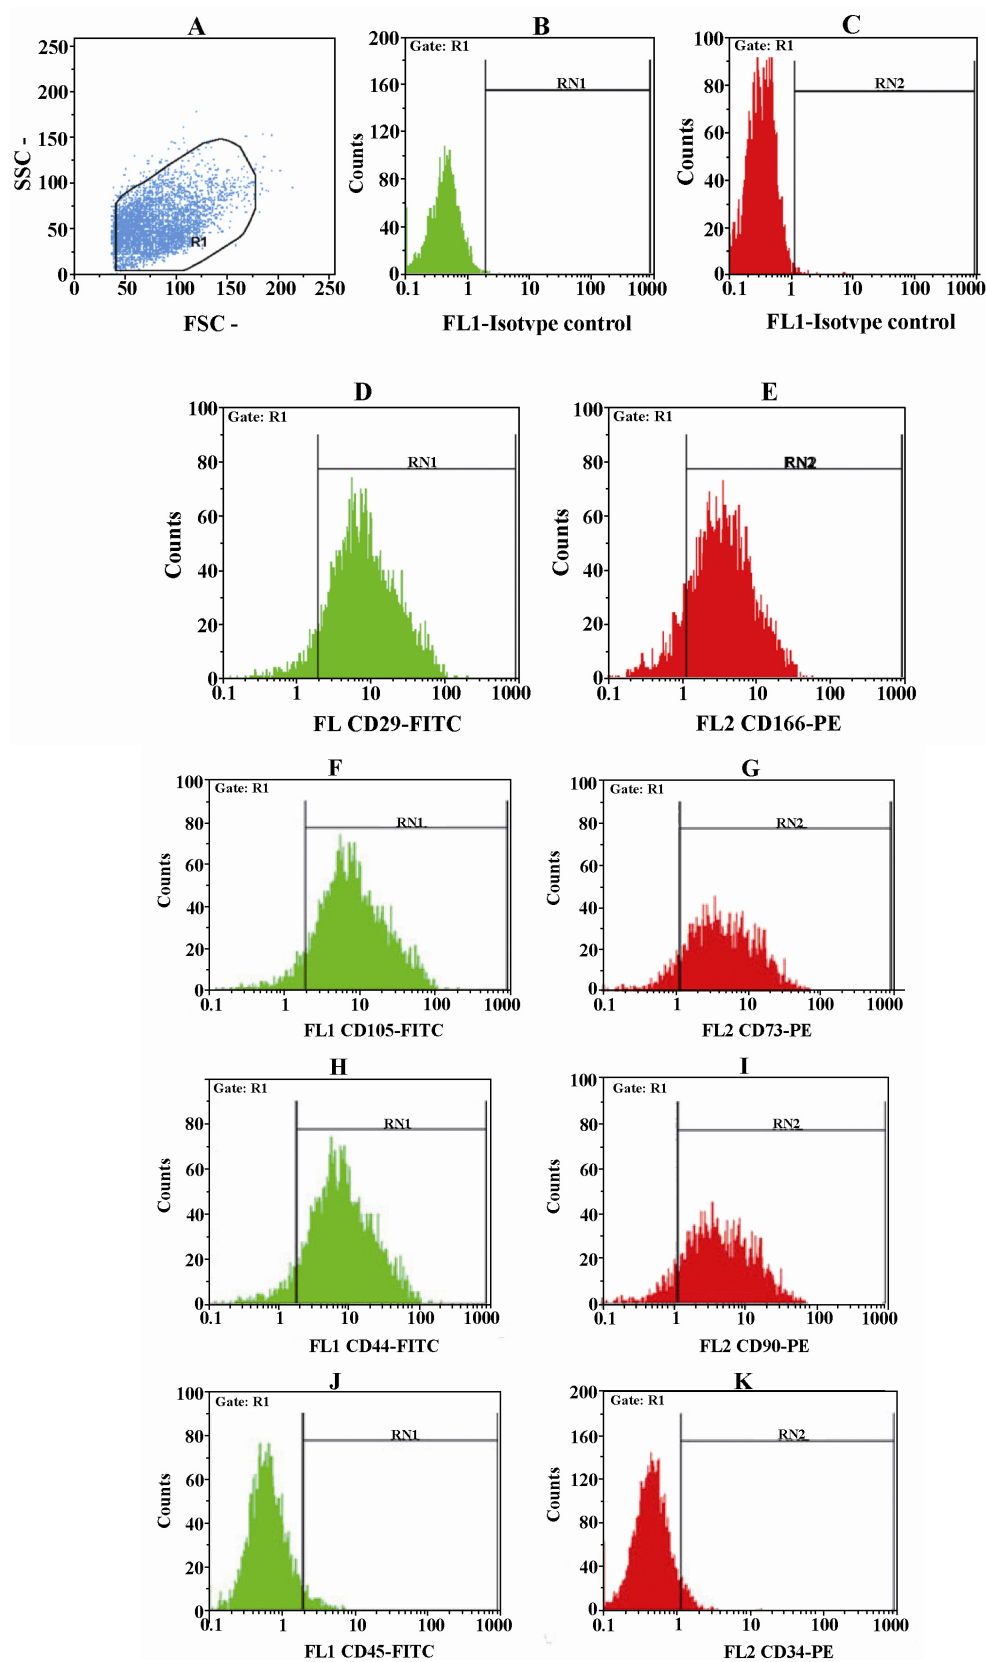 A
250
200
150
100
50
0
SSC -
R1
0 50 100 150 200 250
FSC -
B
Gate: R1
RN1
200
160
120
80
40
0
Counts
0.1 1 10 100 1000
FL1-Isotvpe control
C
Gate: R1
RN2
100
80
60
40
20
0
Counts
0.1 1 10 100 1000
FL1-Isotvpe control
D
Gate: R1
RN1
100
80
60
40
20
0
Counts
0.1 1 10 100 1000
FL CD29-FITC
E
Gate: R1
RN2
100
80
60
40
20
0
Counts
0.1 1 10 100 1000
FL2 CD166-PE
F
Gate: R1
RN1
100
80
60
40
20
0
Counts
0.1 1 10 100 1000
FL1 CD105-FITC
G
Gate: R1
RN2
100
80
60
40
20
0
Counts
0.1 1 10 100 1000
FL2 CD73-PE
H
Gate: R1
RN1
80
60
40
20
0
Counts
0.1 1 10 100 1000
FL1 CD44-FITC
I
Gate: R1
RN2
100
80
60
40
20
0
Counts
0.1 1 10 100 1000
FL2 CD90-PE
J
Gate: R1
RN1
100
80
60
40
20
0
Counts
0.1 1 10 100 1000
FL1 CD45-FITC
K
Gate: R1
RN2
200
160
120
80
40
0
Counts
0.1 1 10 100 1000
FL2 CD34-PE